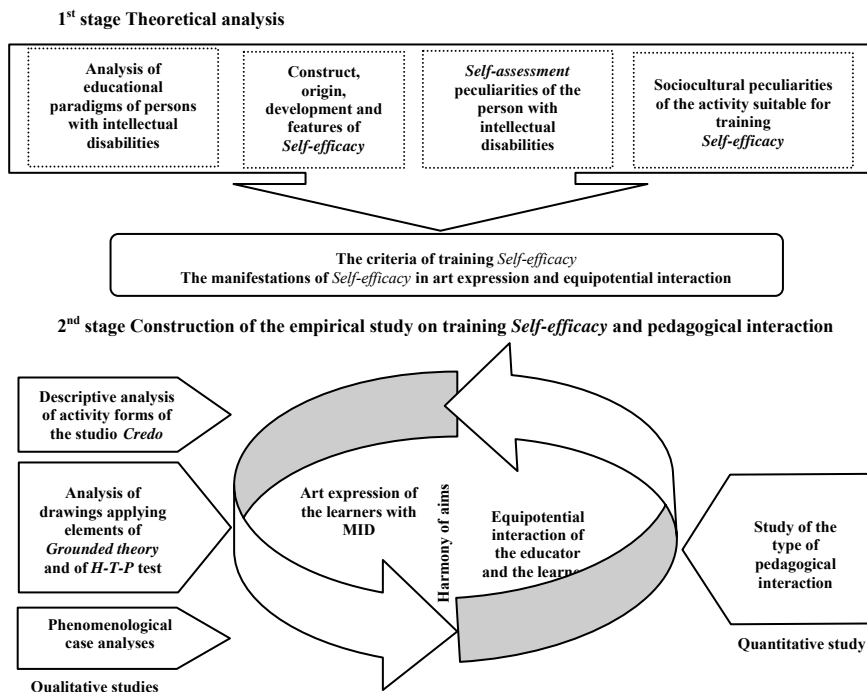 1st stage Theoretical analysis
Analysis of
educational
paradigms of persons
with intellectual
disabilities
Construct,
origin,
development and
features of
Self-efficacy
Self-assessment
peculiarities of the
person with
intellectual
disabilities
Sociocultural peculiarities
of the activity suitable for
training
Self-efficacy
The criteria of training Self-efficacy
The manifestations of Self-efficacy in art expression and equipotential interaction
2nd stage Construction of the empirical study on training Self-efficacy and pedagogical interaction
Descriptive analysis
of activity forms of
the studio Credo
Analysis of
drawings applying
elements of
Grounded theory
and of H-T-P test
Phenomenological
case analyses
Qualitative studies
Art expression of
the learners with
MID
Harmony of aims
Equipotential
interaction of
the educator
and the
Study of the
type of
pedagogical
interaction
Quantitative study